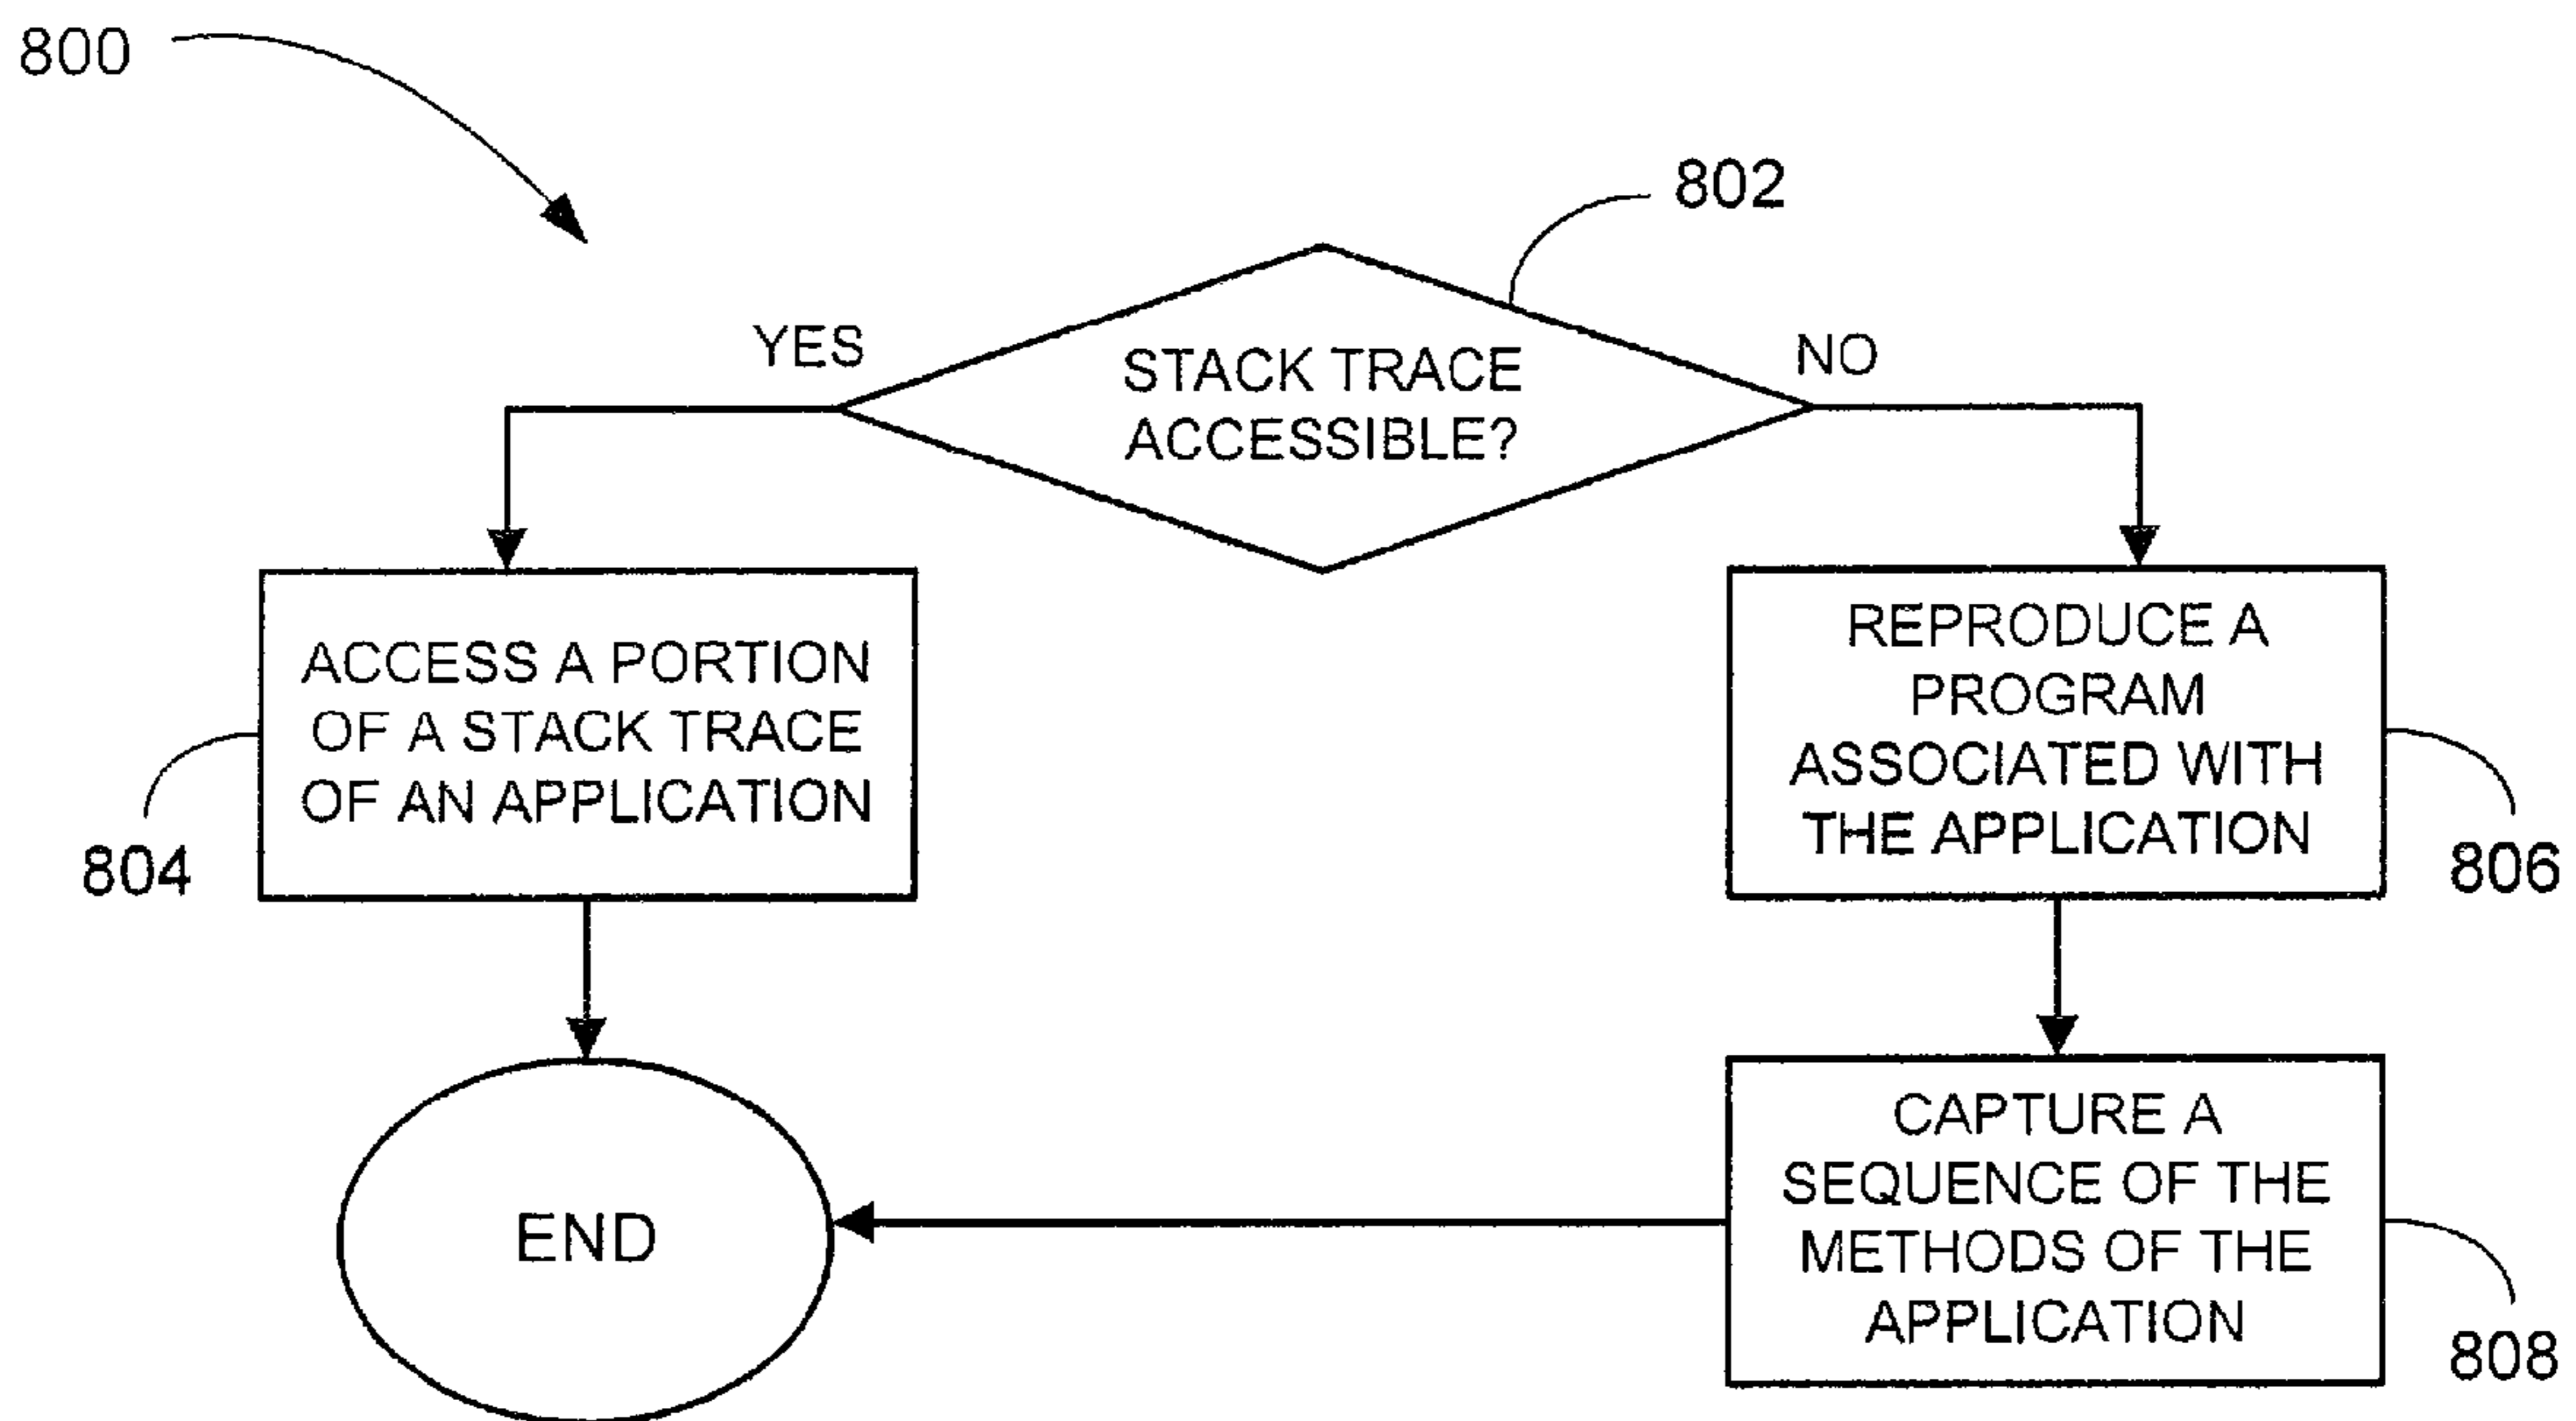 800
802
YES
NO
STACK TRACE
ACCESSIBLE?
ACCESS A PORTION
OF A STACK TRACE
OF AN APPLICATION
804
REPRODUCE A
PROGRAM
ASSOCIATED WITH
THE APPLICATION
806
END
CAPTURE A
SEQUENCE OF THE
METHODS OF THE
APPLICATION
808